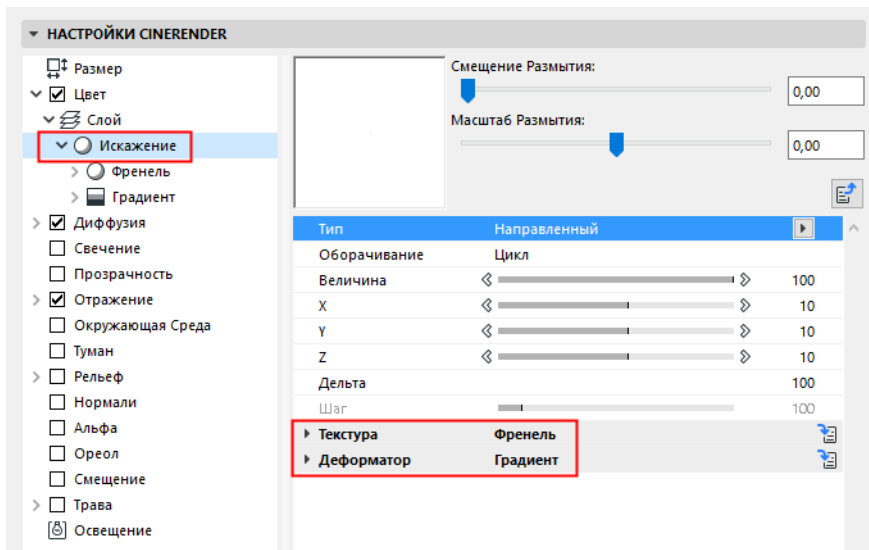 НАСТРОЙКИ CINERENDER
Размер
Цвет
Слой
Искажение
Френель
Градиент
Диффузия
Свечение
Прозрачность
Отражение
Окружающая Среда
Туман
Рельеф
Нормали
Альфа
Ореол
Смещение
Трава
Освещение
Смещение Размытия:
0,00
Масштаб Размытия:
0,00
Тип Направленный
Оборачивание Цикл
Величина 100
X 10
Y 10
Z 10
Дельта 100
Шаг 100
Текстура Френель
Деформатор Градиент